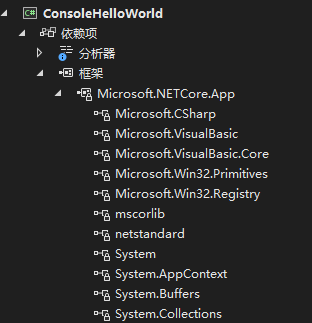 C# ConsoleHelloWorld
依赖项
分析器
框架
Microsoft.NETCore.App
Microsoft.CSharp
Microsoft.VisualBasic
Microsoft.VisualBasic.Core
Microsoft.Win32.Primitives
Microsoft.Win32.Registry
mscorlib
netstandard
System
System.AppContext
System.Buffers
System.Collections